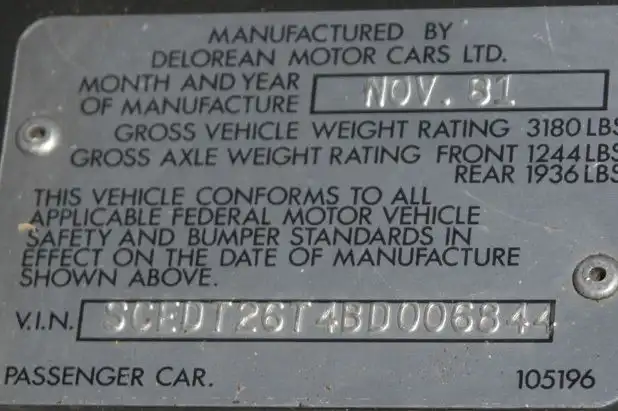 MANUFACTURED BY
DELOREAN MOTOR CARS LTD.
MONTH AND YEAR
OF MANUFACTURE NOV. 81
GROSS VEHICLE WEIGHT RATING 3180 LBS
GROSS AXLE WEIGHT RATING FRONT 1244 LBS
REAR 1936 LBS
THIS VEHICLE CONFORMS TO ALL
APPLICABLE FEDERAL MOTOR VEHICLE
SAFETY AND BUMPER STANDARDS IN
EFFECT ON THE DATE OF MANUFACTURE
SHOWN ABOVE.
V.I.N. SCEDT26T4BD006844
PASSENGER CAR. 105196